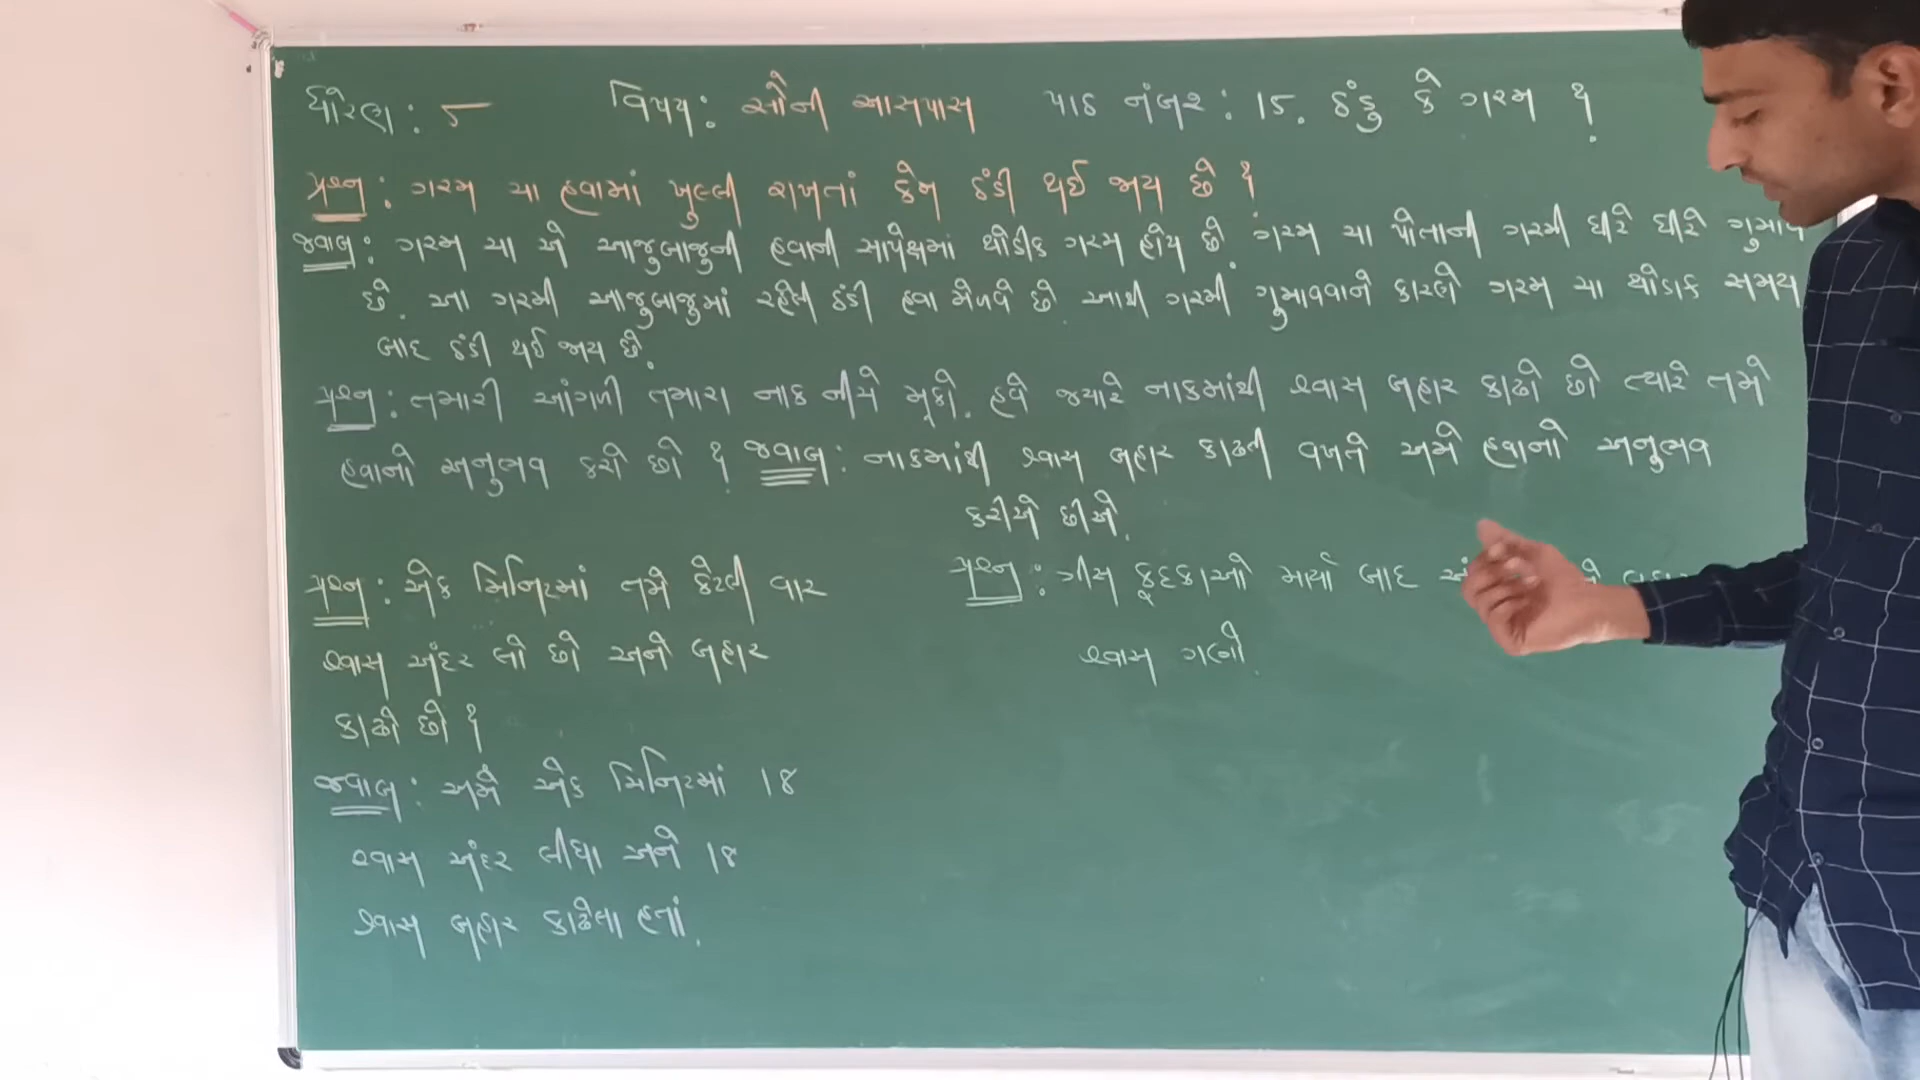 ધોરણ : ૫ વિષય : સૌની આસપાસ પાઠ નંબર : 15. ઠંડુ કે ગરમ ?
પ્રશ્ન : ગરમ ચા હવામાં ખુલ્લી રાખતાં કેમ ઠંડી થઈ જાય છે ?
જવાબ : ગરમ ચા એ આજુબાજુની હવાની સાપેક્ષમાં થોડીક ગરમ હોય છે. ગરમ ચા પોતાની ગરમી ધીરે ધીરે
છે. આ ગરમી આજુબાજુમાં રહેલી ઠંડી હવા મેળવે છે. આથી ગરમી ગુમાવવાને કારણે ગરમ ચા થોડાક સમય
બાદ ઠંડી થઈ જાય છે.
પ્રશ્ન : તમારી આંગળી તમારા નાક નીચે મૂકો. હવે જ્યારે નાકમાંથી શ્વાસ બહાર કાઢો છો ત્યારે તમે
હવાનો અનુભવ કરો છો ? જવાબ : નાકમાંથી શ્વાસ બહાર કાઢતી વખતે અમે હવાનો અનુભવ
કરીએ છીએ.
પ્રશ્ન : એક મિનિટમાં તમે કેટલી વાર
શ્વાસ અંદર લો છો અને બહાર
કાઢો છો ?
જવાબ : અમે એક મિનિટમાં 18
શ્વાસ અંદર લીધા અને 18
શ્વાસ બહાર કાઢેલા હતાં.
પ્રશ્ન : ત્રીસ કૂદકાઓ માર્યા બાદ
શ્વાસ ગણો.